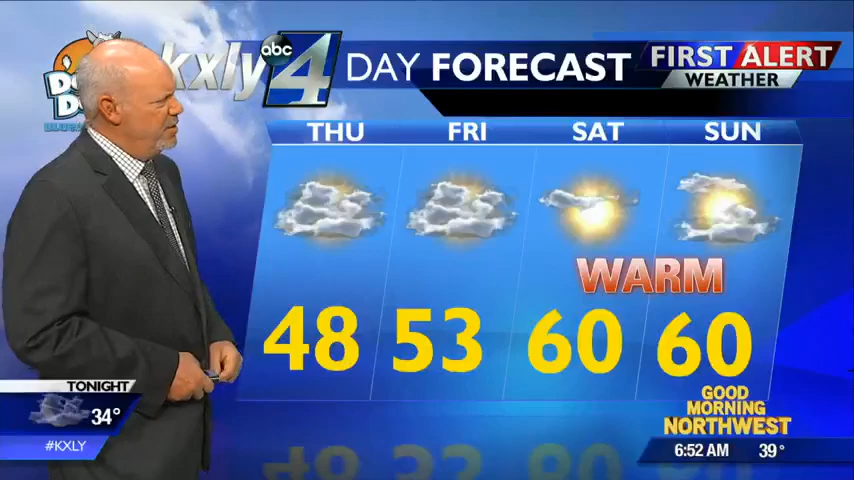 kxly abc 4 DAY FORECAST
FIRST ALERT
WEATHER
THU FRI SAT SUN
WARM
48 53 60 60
TONIGHT
34°
#KXLY
GOOD
MORNING
NORTHWEST
6:52 AM 39°